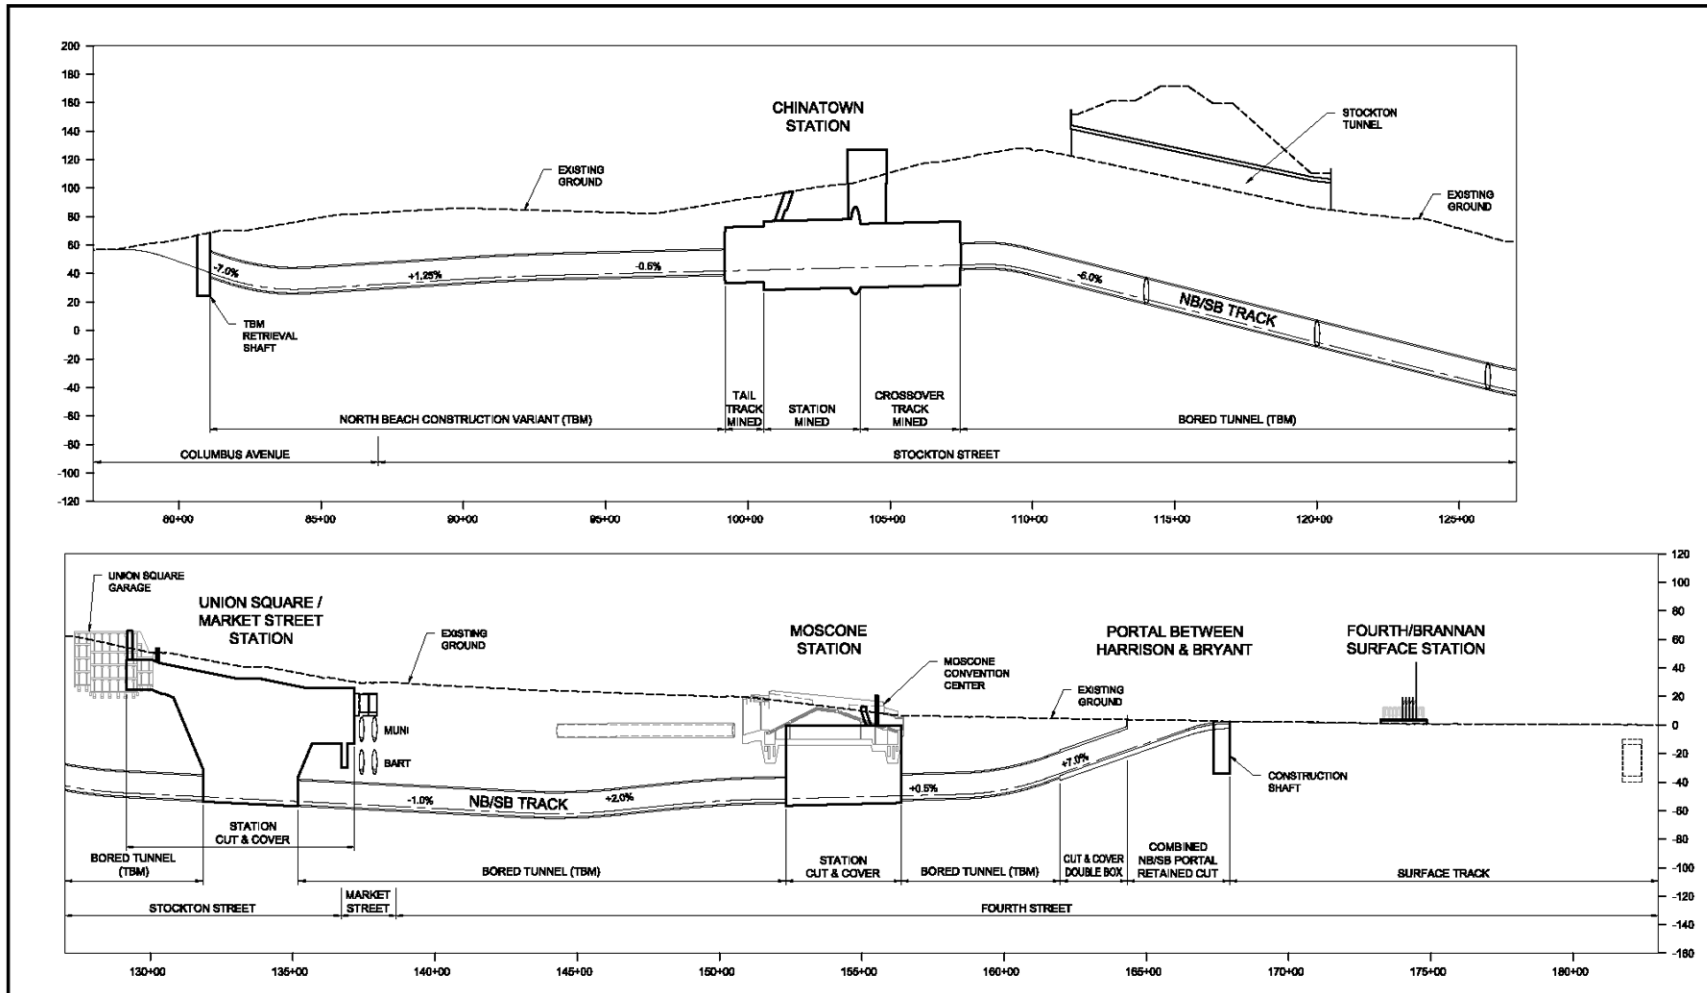 200
180
160
140
120
100
80
60
40
20
0
-20
-40
-60
-80
-100
-120
CHINATOWN
STATION
STOCKTON
TUNNEL
EXISTING
GROUND
EXISTING
GROUND
-7.0%
+1.25%
-0.6%
-6.0%
NB/SB TRACK
TBM
RETRIEVAL
SHAFT
TAIL
TRACK
MINED
STATION
MINED
CROSSOVER
TRACK
MINED
NORTH BEACH CONSTRUCTION VARIANT (TBM)
BORED TUNNEL (TBM)
COLUMBUS AVENUE
STOCKTON STREET
80+00
85+00
90+00
95+00
100+00
105+00
110+00
115+00
120+00
125+00
UNION SQUARE
GARAGE
UNION SQUARE /
MARKET STREET
STATION
EXISTING
GROUND
MOSCONE
STATION
MOSCONE
CONVENTION
CENTER
PORTAL BETWEEN
HARRISON & BRYANT
EXISTING
GROUND
FOURTH/BRANNAN
SURFACE STATION
MUNI
BART
-1.0%
NB/SB TRACK
+2.0%
+0.5%
+7.0%
CONSTRUCTION
SHAFT
STATION
CUT & COVER
BORED TUNNEL
(TBM)
BORED TUNNEL (TBM)
STATION
CUT & COVER
BORED TUNNEL (TBM)
CUT & COVER
DOUBLE BOX
COMBINED
NB/SB PORTAL
RETAINED CUT
SURFACE TRACK
STOCKTON STREET
MARKET
STREET
FOURTH STREET
120
100
80
60
40
20
0
-20
-40
-60
-80
-100
-120
-140
-160
130+00
135+00
140+00
145+00
150+00
155+00
160+00
165+00
170+00
175+00
180+00